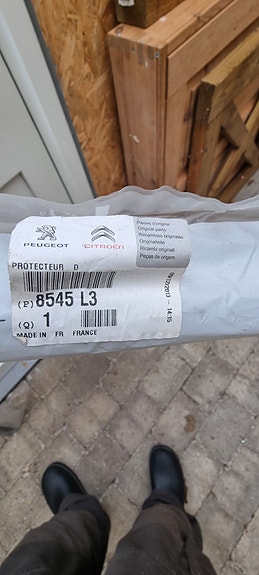 PEUGEOT
CITROËN
Pièces d'origine
Original parts
Recambios originales
Originalteile
Ricambi originali
Peças de origem
PROTECTEUR D
(P)8545 L3
(Q) 1
MADE IN FR FRANCE